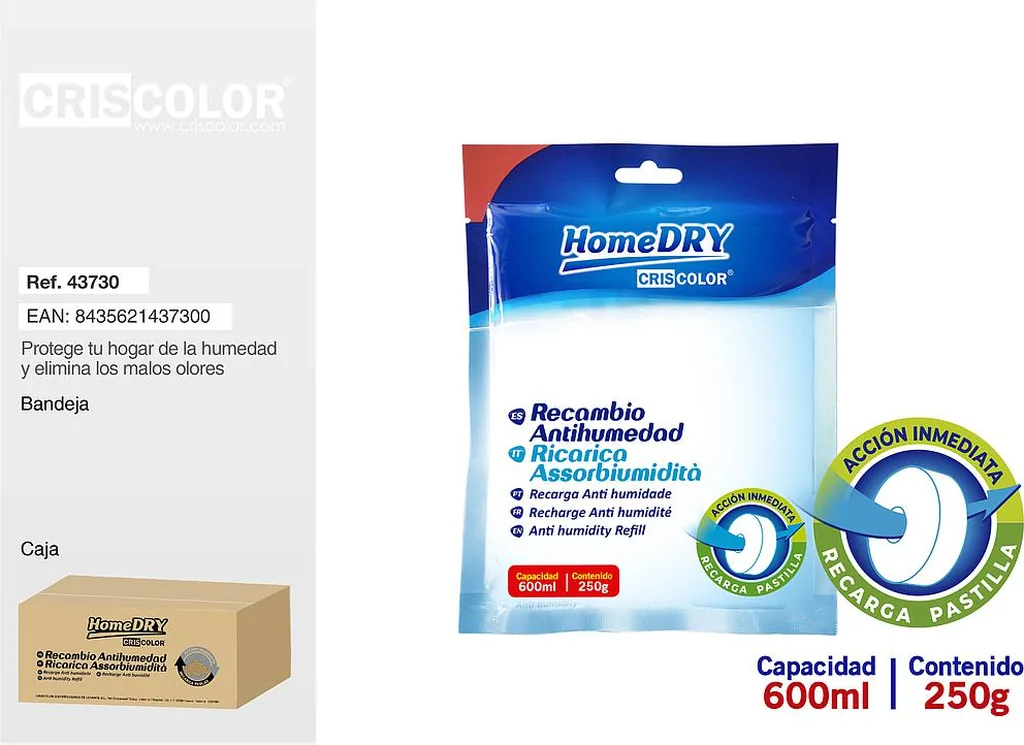 CRISCOLOR®
www.criscolor.com
Ref. 43730
EAN: 8435621437300
Protege tu hogar de la humedad
y elimina los malos olores
Bandeja
Caja
HomeDRY
CRISCOLOR
Recambio Antihumedad
Ricarica Assorbiumidità
Recarga Anti humidade
Recharge Anti humidité
Anti humidity Refill
HomeDRY
CRISCOLOR®
ES Recambio
Antihumedad
IT Ricarica
Assorbiumidità
PT Recarga Anti humidade
FR Recharge Anti humidité
EN Anti humidity Refill
Capacidad 600ml | Contenido 250g
ACCIÓN INMEDIATA
RECARGA PASTILLA
ACCIÓN INMEDIATA
RECARGA PASTILLA
Capacidad | Contenido
600ml | 250g